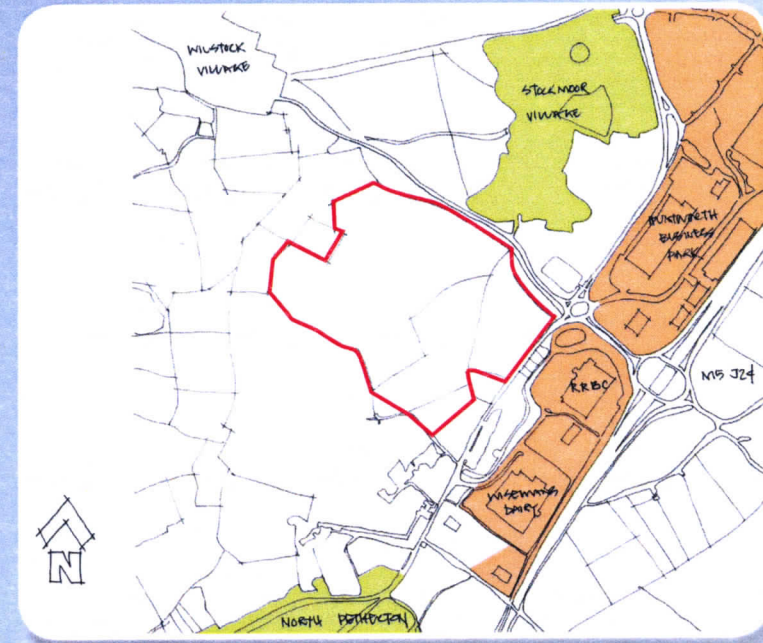 WILSTOCK
VILLAGE
STOCKMOOR
VILLAGE
HUNTWORTH
BUSINESS
PARK
M5 J24
RRBC
WISEMANS
DAIRY
N
NORTH PETHERTON